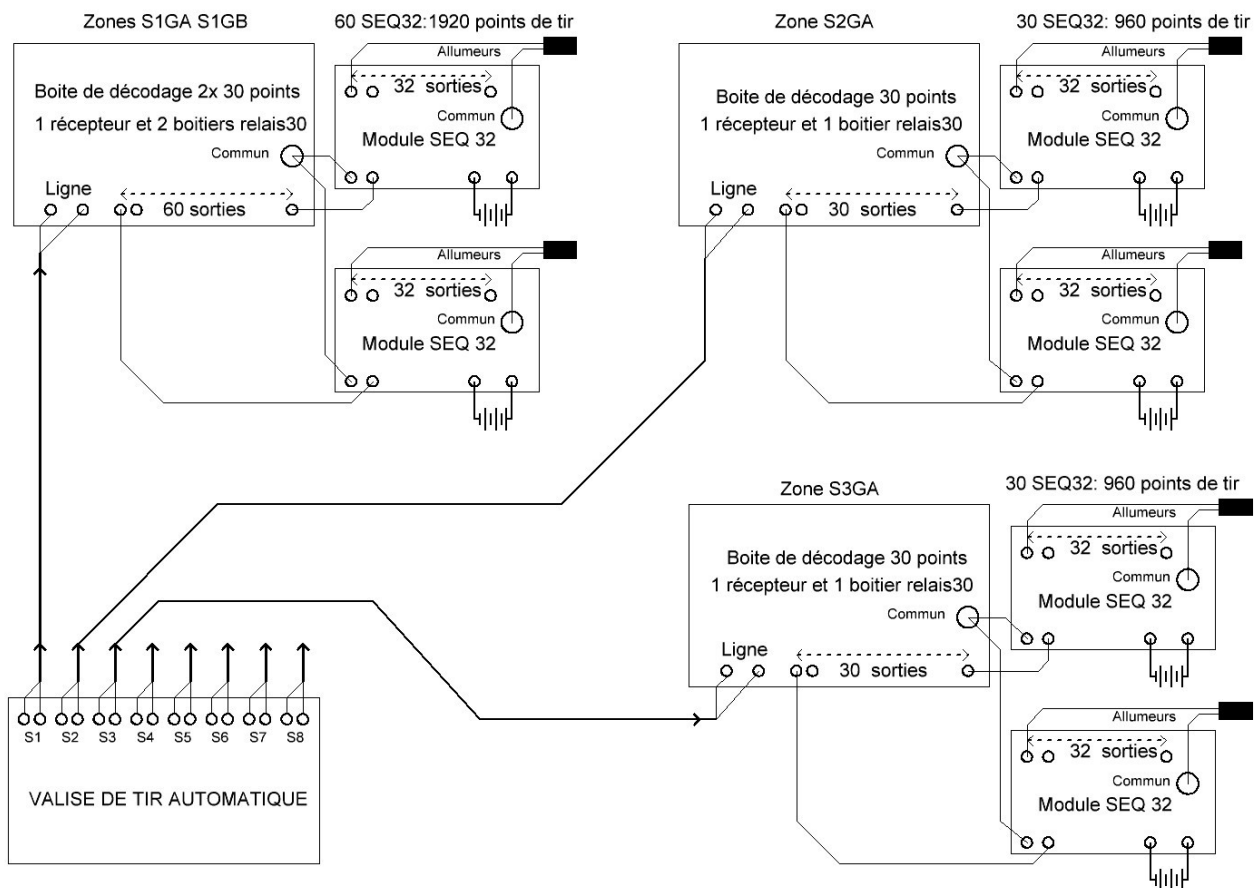 Zones S1GA S1GB
60 SEQ32:1920 points de tir
Boite de décodage 2x 30 points
1 récepteur et 2 boitiers relais30
Commun
Ligne
60 sorties
Allumeurs
32 sorties
Commun
Module SEQ 32
Allumeurs
32 sorties
Commun
Module SEQ 32
Zone S2GA
30 SEQ32: 960 points de tir
Boite de décodage 30 points
1 récepteur et 1 boitier relais30
Commun
Ligne
30 sorties
Allumeurs
32 sorties
Commun
Module SEQ 32
Allumeurs
32 sorties
Commun
Module SEQ 32
Zone S3GA
30 SEQ32: 960 points de tir
Boite de décodage 30 points
1 récepteur et 1 boitier relais30
Commun
Ligne
30 sorties
Allumeurs
32 sorties
Commun
Module SEQ 32
Allumeurs
32 sorties
Commun
Module SEQ 32
S1 S2 S3 S4 S5 S6 S7 S8
VALISE DE TIR AUTOMATIQUE